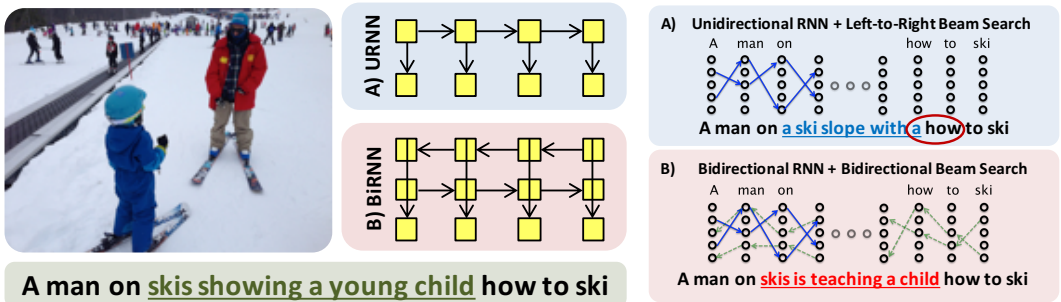 A) URNN
B) BiRNN
A man on skis showing a young child how to ski
A) Unidirectional RNN + Left-to-Right Beam Search
A man on how to ski
A man on a ski slope with a how to ski
B) Bidirectional RNN + Bidirectional Beam Search
A man on how to ski
A man on skis is teaching a child how to ski